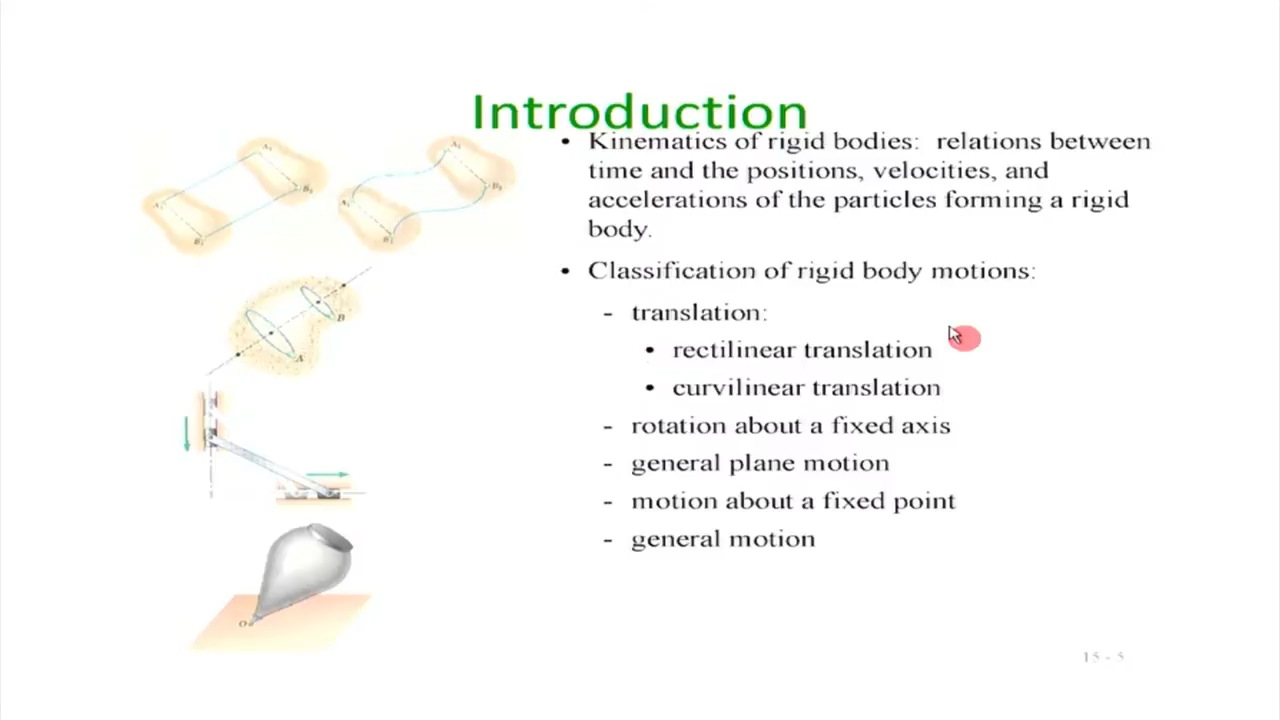 Introduction
• Kinematics of rigid bodies: relations between
time and the positions, velocities, and
accelerations of the particles forming a rigid
body.
• Classification of rigid body motions:
- translation:
• rectilinear translation
• curvilinear translation
- rotation about a fixed axis
- general plane motion
- motion about a fixed point
- general motion
B
A
O
15 - 5